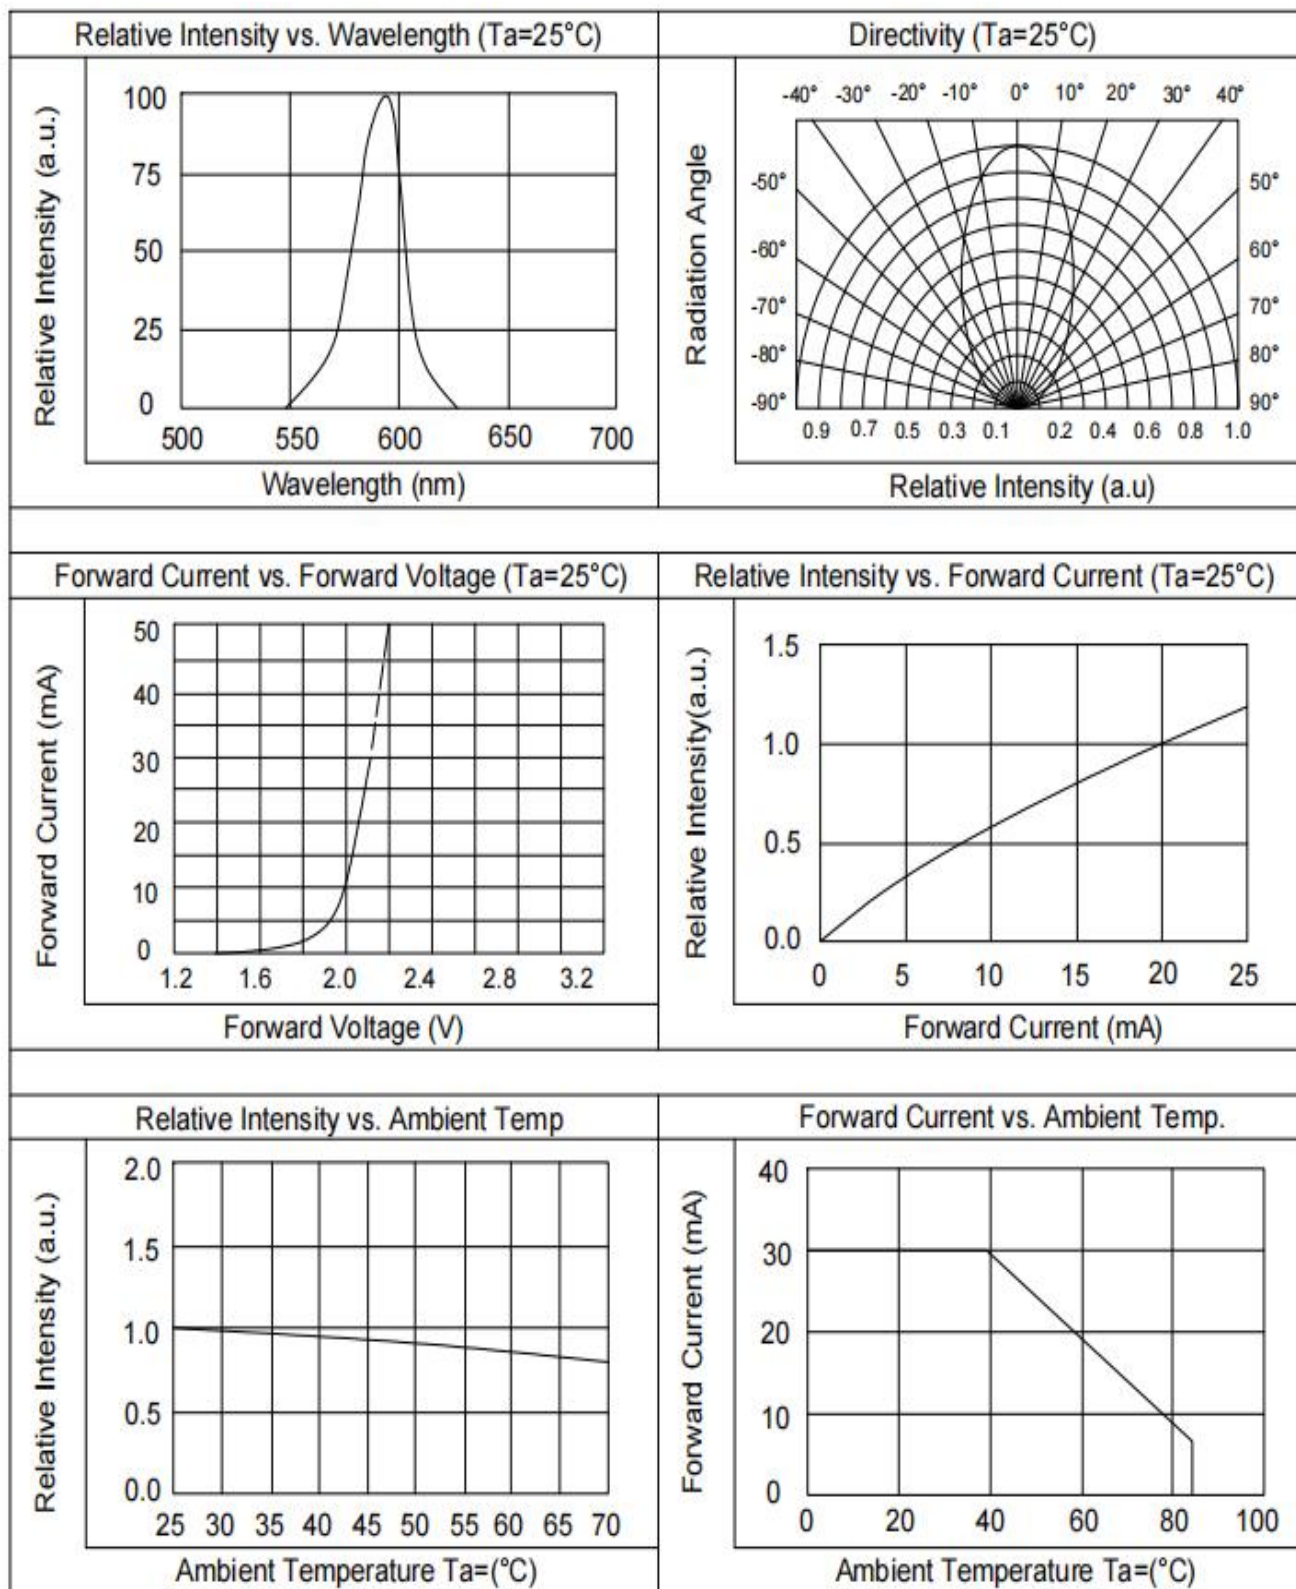 Relative Intensity vs. Wavelength (Ta=25°C)
Relative Intensity (a.u.)
100
75
50
25
0
500 550 600 650 700
Wavelength (nm)
Directivity (Ta=25°C)
Radiation Angle
-40° -30° -20° -10° 0° 10° 20° 30° 40°
-50° 50°
-60° 60°
-70° 70°
-80° 80°
-90° 90°
0.9 0.7 0.5 0.3 0.1 0.2 0.4 0.6 0.8 1.0
Relative Intensity (a.u)
Forward Current vs. Forward Voltage (Ta=25°C)
Forward Current (mA)
50
40
30
20
10
0
1.2 1.6 2.0 2.4 2.8 3.2
Forward Voltage (V)
Relative Intensity vs. Forward Current (Ta=25°C)
Relative Intensity(a.u.)
1.5
1.0
0.5
0.0
0 5 10 15 20 25
Forward Current (mA)
Relative Intensity vs. Ambient Temp
Relative Intensity (a.u.)
2.0
1.5
1.0
0.5
0.0
25 30 35 40 45 50 55 60 65 70
Ambient Temperature Ta=(°C)
Forward Current vs. Ambient Temp.
Forward Current (mA)
40
30
20
10
0
0 20 40 60 80 100
Ambient Temperature Ta=(°C)